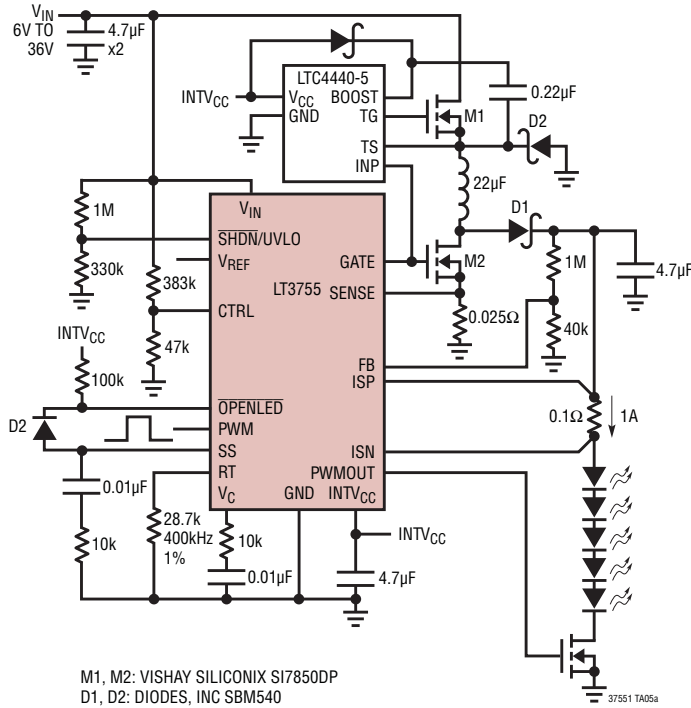 VIN
6V TO
36V
4.7µF
x2
LTC4440-5
INTVCC
VCC
BOOST
GND
TG
TS
INP
M1
0.22µF
D2
22µF
1M
VIN
D1
SHDN/UVLO
330k
VREF
383k
GATE
M2
1M
4.7µF
LT3755
SENSE
CTRL
0.025Ω
40k
INTVCC
47k
100k
FB
ISP
OPENLED
0.1Ω
1A
D2
PWM
SS
ISN
RT
PWMOUT
0.01µF
VC
GND
INTVCC
28.7k
400kHz
1%
10k
10k
INTVCC
0.01µF
4.7µF
M1, M2: VISHAY SILICONIX SI7850DP
D1, D2: DIODES, INC SBM540
37551 TA05a